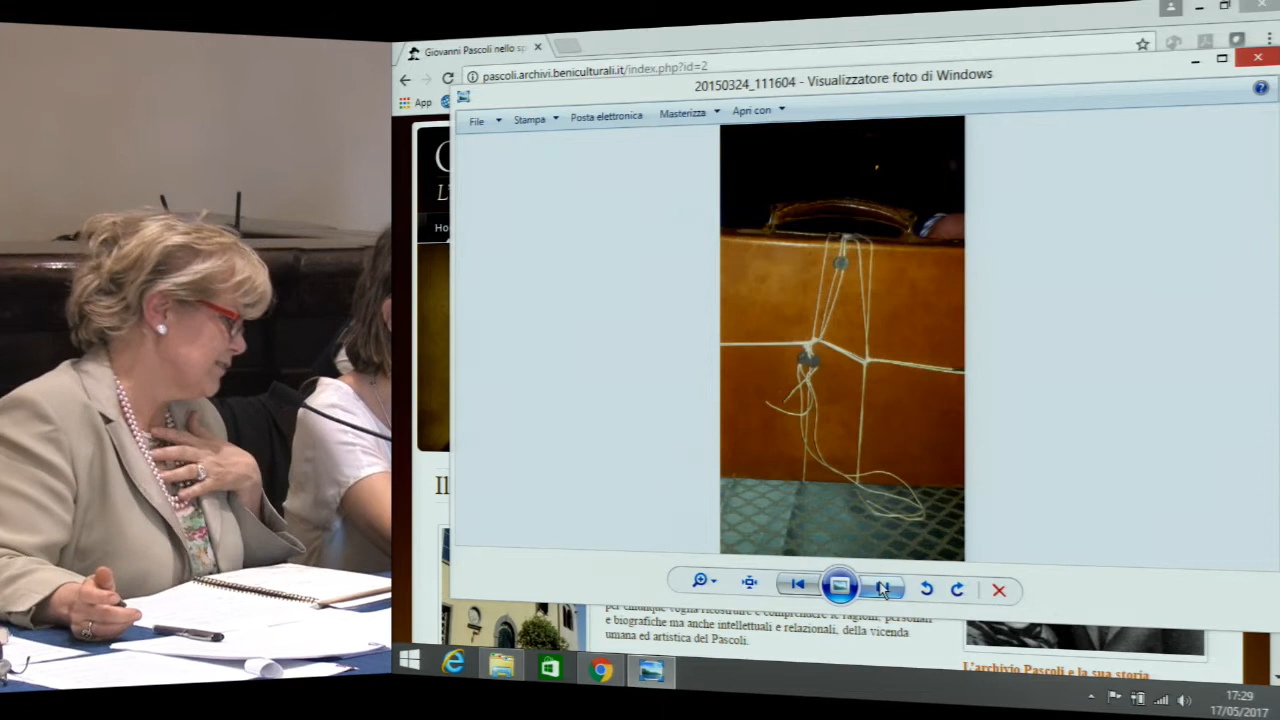 Giovanni Pascoli nello sp
pascoli.archivi.beniculturali.it/index.php?id=2
20150324_111604 - Visualizzatore foto di Windows
App
File Stampa Posta elettronica Masterizza Apri con
L'
Ho
Il
per chiunque voglia ricostruire e comprendere le ragioni, personali
e biografiche ma anche intellettuali e relazionali, della vicenda
umana ed artistica del Pascoli.
L'archivio Pascoli e la sua storia
17:29
17/05/2017